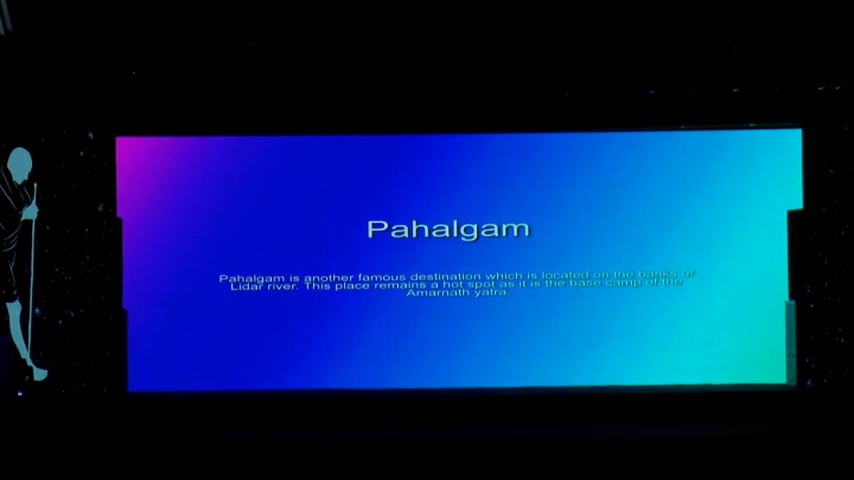 Pahalgam
Pahalgam is another famous destination which is located on the banks of
Lidar river. This place remains a hot spot as it is the base camp of the
Amarnath yatra.